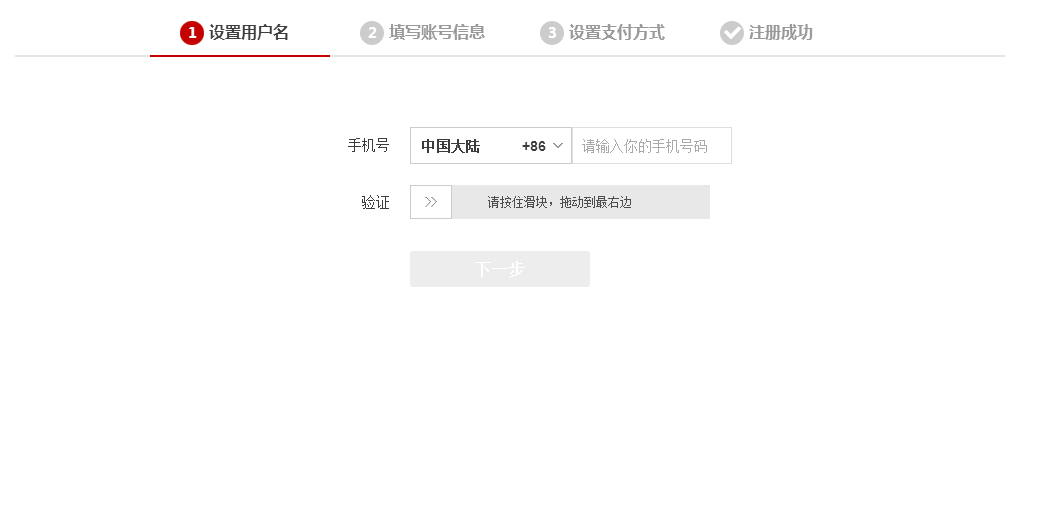 1 设置用户名 2 填写账号信息 3 设置支付方式 注册成功
手机号 中国大陆 +86 请输入你的手机号码
验证 请按住滑块，拖动到最右边
下一步